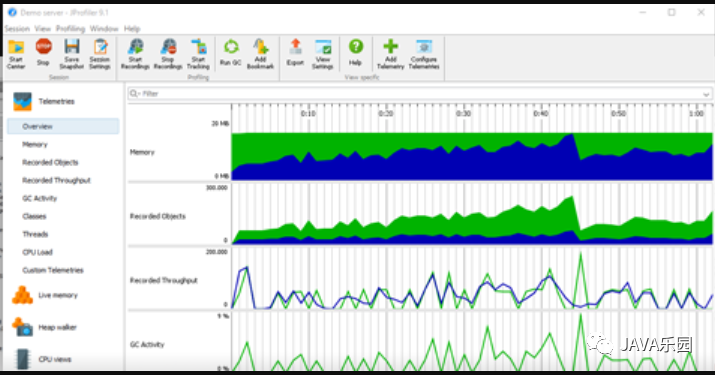 Demo server - JProfiler 9.1
Session View Profiling Window Help
Start Center
Stop
Save Snapshot
Session Settings
Start Recordings
Stop Recordings
Start Tracking
Run GC
Add Bookmark
Export
View Settings
Help
Add Telemetry
Configure Telemetries
Session
Profiling
View specific
Telemetries
Overview
Memory
Recorded Objects
Recorded Throughput
GC Activity
Classes
Threads
CPU Load
Custom Telemetries
Live memory
Heap walker
CPU views
Filter
0:10 0:20 0:30 0:40 0:50 1:00
Memory
0 MB
Recorded Objects
300.000
0
Recorded Throughput
200.000
0
GC Activity
0 %
JAVA乐园